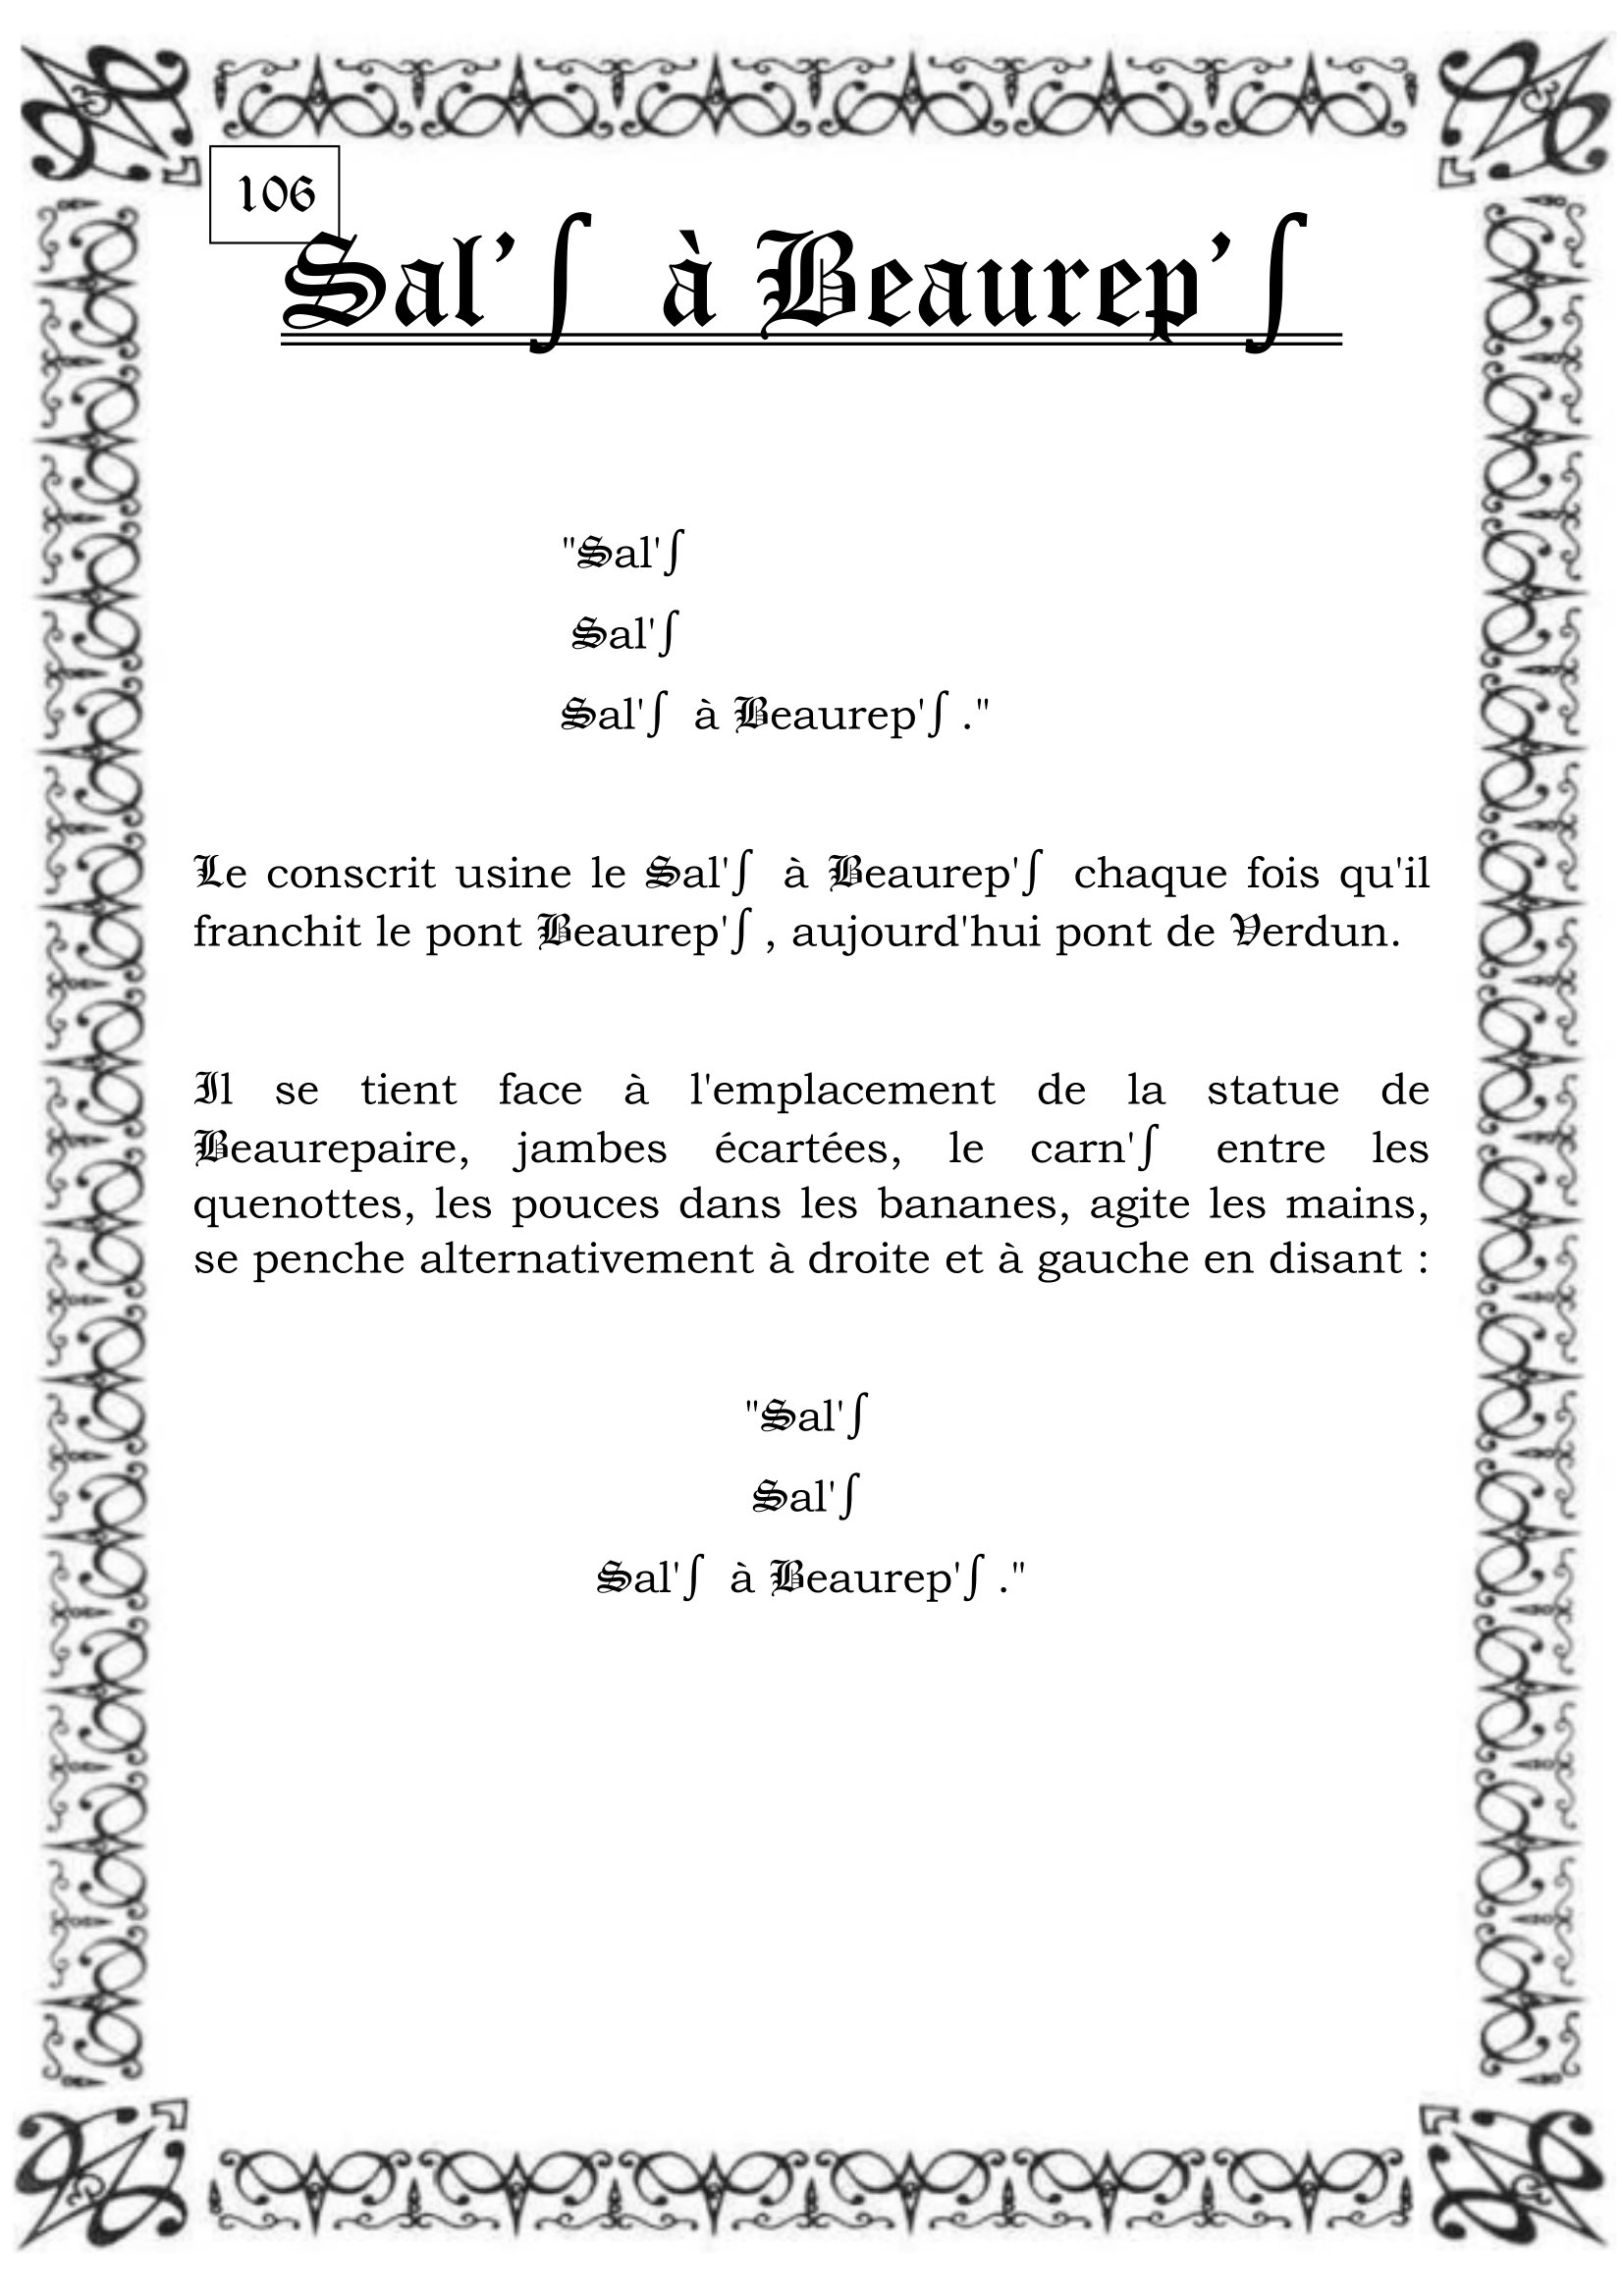 106
Sal’∫ à Beaurep’∫
"Sal'∫
Sal'∫
Sal'∫ à Beaurep'∫ ."
Le conscrit usine le Sal'∫ à Beaurep'∫ chaque fois qu'il
franchit le pont Beaurep'∫ , aujourd'hui pont de Verdun.
Il se tient face à l'emplacement de la statue de
Beaurepaire, jambes écartées, le carn'∫ entre les
quenottes, les pouces dans les bananes, agite les mains,
se penche alternativement à droite et à gauche en disant :
"Sal'∫
Sal'∫
Sal'∫ à Beaurep'∫ ."